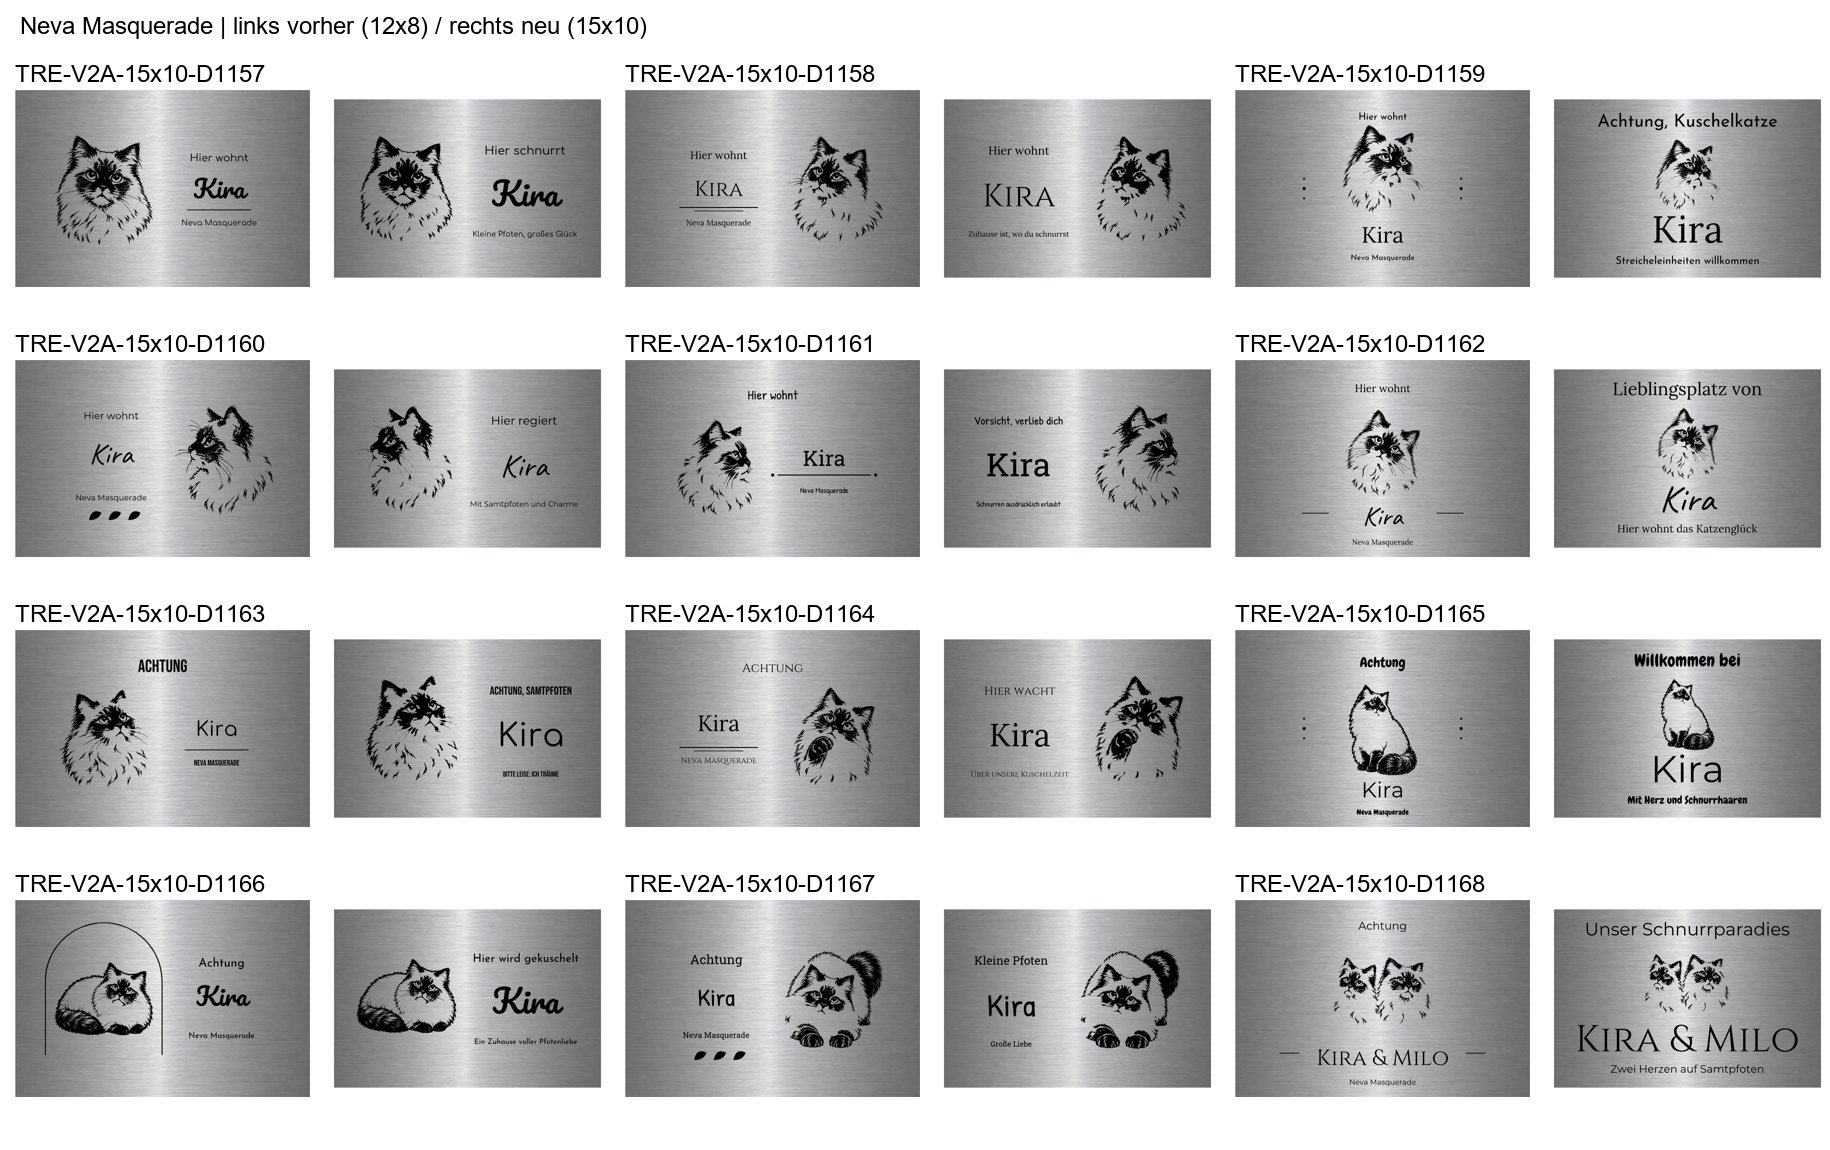 Neva Masquerade | links vorher (12x8) / rechts neu (15x10)
TRE-V2A-15x10-D1157
Hier wohnt
Kira
Neva Masquerade
Hier schnurrt
Kira
Kleine Pfoten, großes Glück
TRE-V2A-15x10-D1158
Hier wohnt
Kira
Neva Masquerade
Hier wohnt
Kira
Zuhause ist, wo du schnurrst
TRE-V2A-15x10-D1159
Hier wohnt
Kira
Neva Masquerade
Achtung, Kuschelkatze
Kira
Streicheleinheiten willkommen
TRE-V2A-15x10-D1160
Hier wohnt
Kira
Neva Masquerade
Hier regiert
Kira
Mit Samtpfoten und Charme
TRE-V2A-15x10-D1161
Hier wohnt
Kira
Neva Masquerade
Vorsicht, verlieb dich
Kira
Schnurren ausdrücklich erlaubt
TRE-V2A-15x10-D1162
Hier wohnt
Kira
Neva Masquerade
Lieblingsplatz von
Kira
Hier wohnt das Katzenglück
TRE-V2A-15x10-D1163
ACHTUNG
Kira
NEVA MASQUERADE
ACHTUNG, SAMTPFOTEN
Kira
BITTE LEISE: ICH TRÄUME
TRE-V2A-15x10-D1164
Achtung
Kira
Neva Masquerade
Hier wacht
Kira
Über unsere Kuschelzeit
TRE-V2A-15x10-D1165
Achtung
Kira
Neva Masquerade
Willkommen bei
Kira
Mit Herz und Schnurrhaaren
TRE-V2A-15x10-D1166
Achtung
Kira
Neva Masquerade
Hier wird gekuschelt
Kira
Ein Zuhause voller Pfotenliebe
TRE-V2A-15x10-D1167
Achtung
Kira
Neva Masquerade
Kleine Pfoten
Kira
Große Liebe
TRE-V2A-15x10-D1168
Achtung
Kira & Milo
Neva Masquerade
Unser Schnurrparadies
Kira & Milo
Zwei Herzen auf Samtpfoten